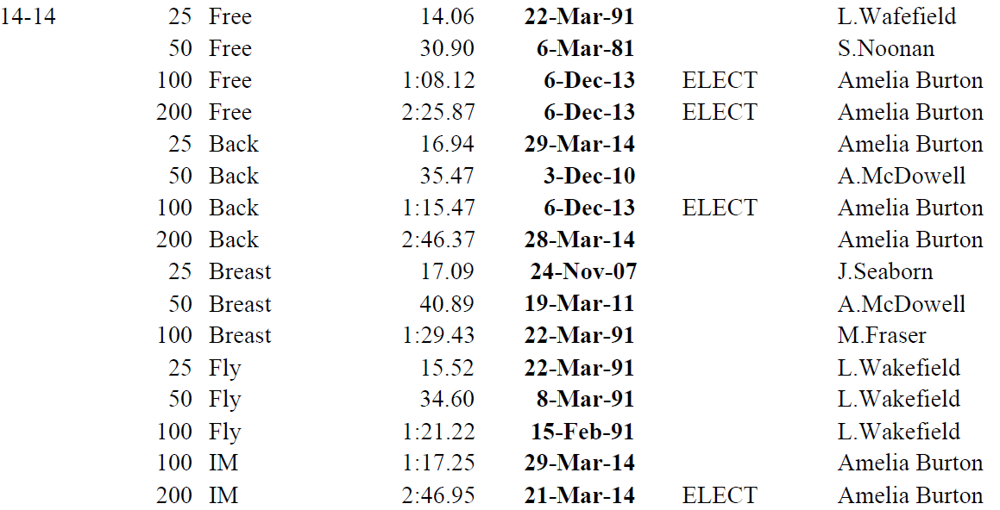 14-14 25 Free 14.06 22-Mar-91 L.Wafefield
50 Free 30.90 6-Mar-81 S.Noonan
100 Free 1:08.12 6-Dec-13 ELECT Amelia Burton
200 Free 2:25.87 6-Dec-13 ELECT Amelia Burton
25 Back 16.94 29-Mar-14 Amelia Burton
50 Back 35.47 3-Dec-10 A.McDowell
100 Back 1:15.47 6-Dec-13 ELECT Amelia Burton
200 Back 2:46.37 28-Mar-14 Amelia Burton
25 Breast 17.09 24-Nov-07 J.Seaborn
50 Breast 40.89 19-Mar-11 A.McDowell
100 Breast 1:29.43 22-Mar-91 M.Fraser
25 Fly 15.52 22-Mar-91 L.Wakefield
50 Fly 34.60 8-Mar-91 L.Wakefield
100 Fly 1:21.22 15-Feb-91 L.Wakefield
100 IM 1:17.25 29-Mar-14 Amelia Burton
200 IM 2:46.95 21-Mar-14 ELECT Amelia Burton